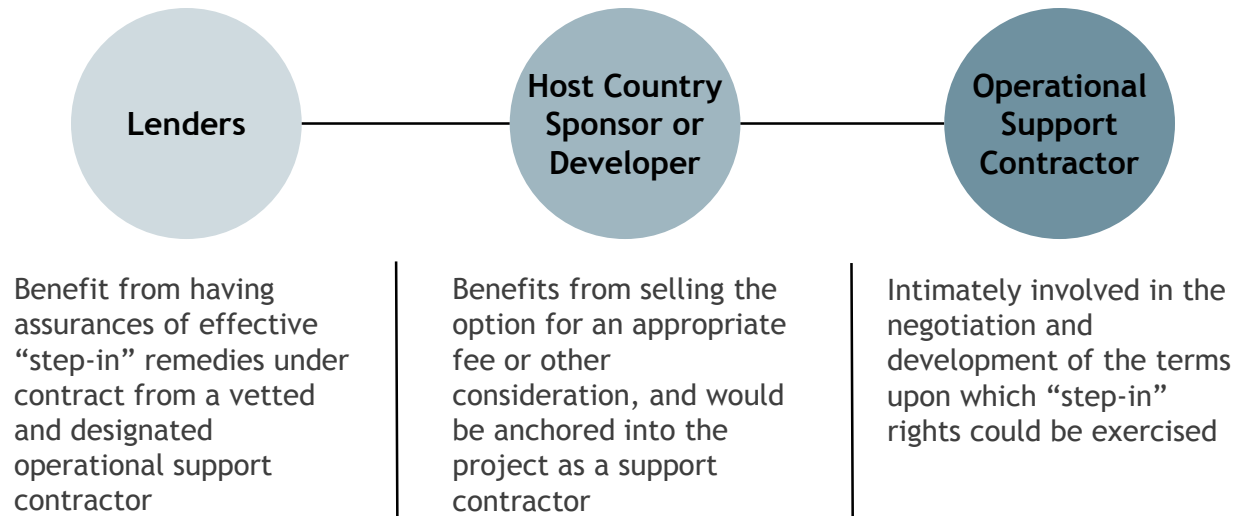 Lenders
Host Country
Sponsor or
Developer
Operational
Support
Contractor
Benefit from having
assurances of effective
“step-in” remedies under
contract from a vetted
and designated
operational support
contractor
Benefits from selling the
option for an appropriate
fee or other
consideration, and would
be anchored into the
project as a support
contractor
Intimately involved in the
negotiation and
development of the terms
upon which “step-in”
rights could be exercised